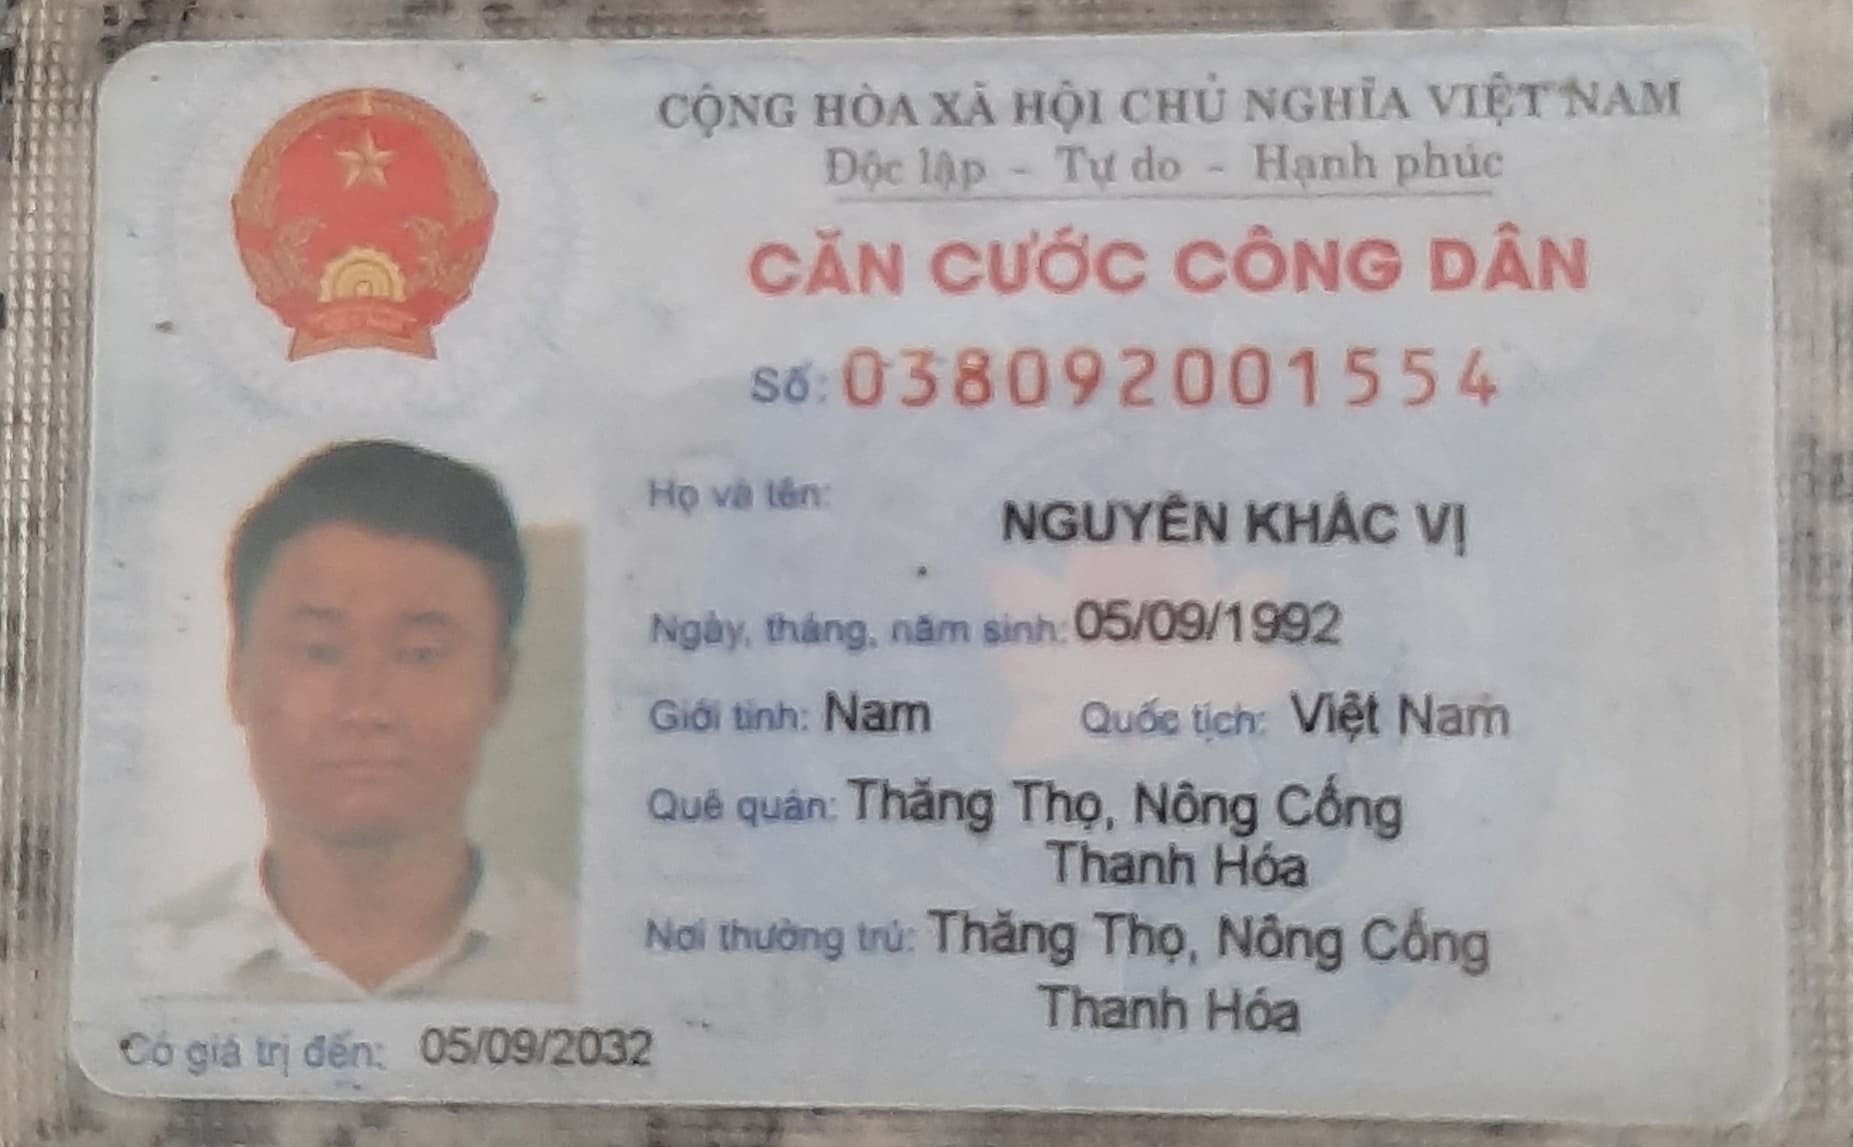 CỘNG HÒA XÃ HỘI CHỦ NGHĨA VIỆT NAM
Độc lập - Tự do - Hạnh phúc
CĂN CƯỚC CÔNG DÂN
Số: 038092001554
Họ và tên:
NGUYỄN KHẮC VỊ
Ngày, tháng, năm sinh: 05/09/1992
Giới tính: Nam Quốc tịch: Việt Nam
Quê quán: Thăng Thọ, Nông Cống
Thanh Hóa
Nơi thường trú: Thăng Thọ, Nông Cống
Thanh Hóa
Có giá trị đến: 05/09/2032